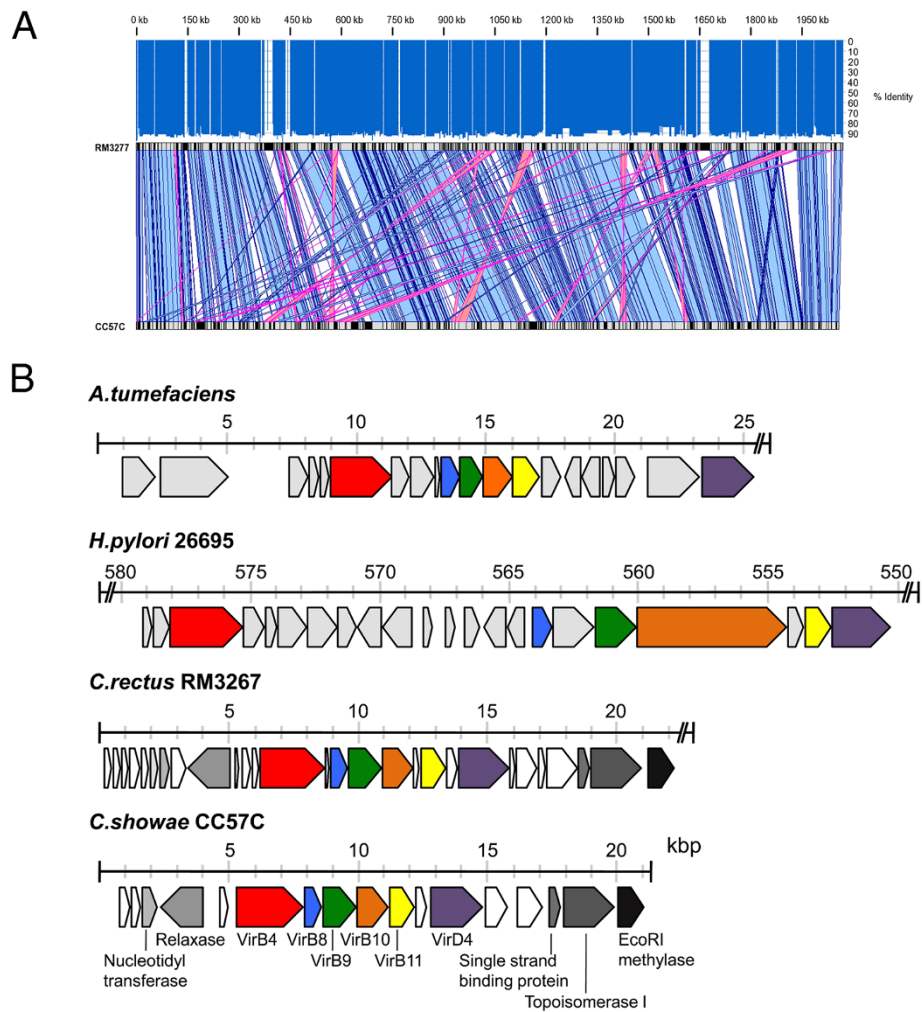 A
0 kb 150 kb 300 kb 450 kb 600 kb 750 kb 900 kb 1050 kb 1200 kb 1350 kb 1500 kb 1650 kb 1800 kb 1950 kb
0
10
20
30
40
50
60
70
80
90
% Identity
RM3277
CC57C
B
A.tumefaciens
5 10 15 20 25
H.pylori 26695
580 575 570 565 560 555 550
C.rectus RM3267
5 10 15 20
C.showae CC57C
5 10 15 20 kbp
Relaxase VirB4 VirB8 VirB10 VirD4 EcoRI
Nucleotidyl VirB9 VirB11 Single strand methylase
transferase binding protein
Topoisomerase I